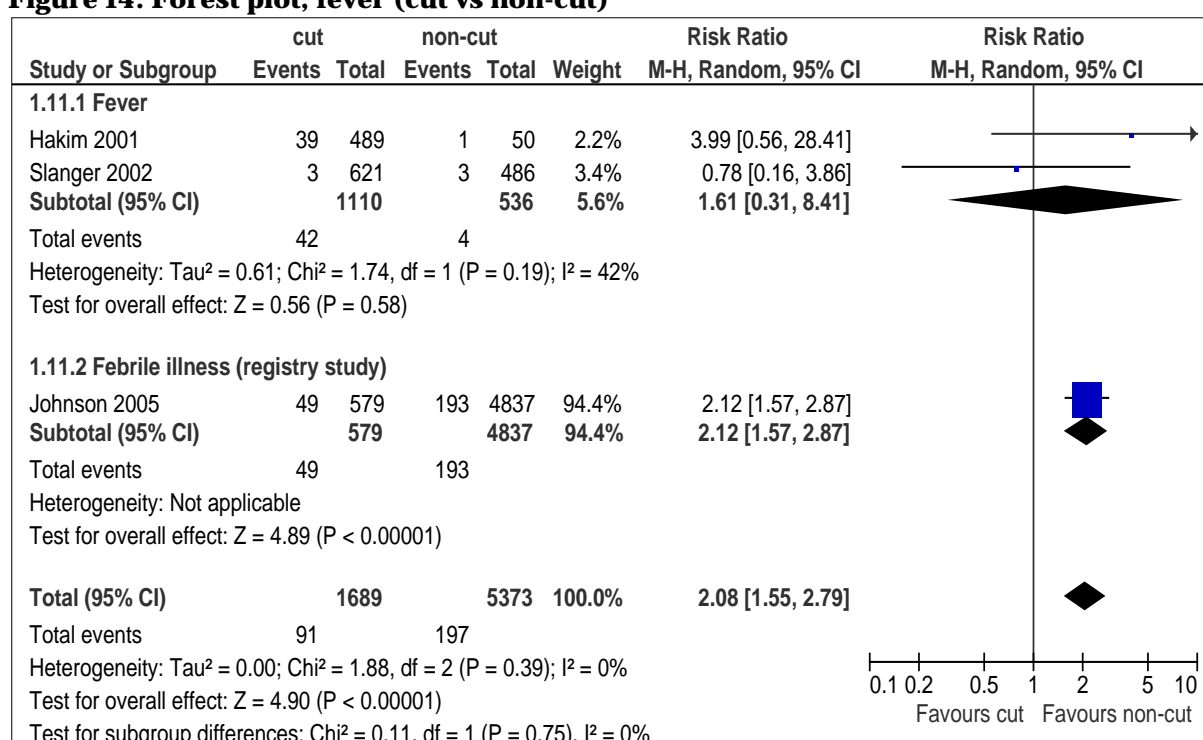 Figure 14: Forest plot, fever (cut vs non-cut)
cut non-cut Risk Ratio Risk Ratio
Study or Subgroup Events Total Events Total Weight M-H, Random, 95% CI M-H, Random, 95% CI
1.11.1 Fever
Hakim 2001 39 489 1 50 2.2% 3.99 [0.56, 28.41]
Slanger 2002 3 621 3 486 3.4% 0.78 [0.16, 3.86]
Subtotal (95% CI) 1110 536 5.6% 1.61 [0.31, 8.41]
Total events 42 4
Heterogeneity: Tau² = 0.61; Chi² = 1.74, df = 1 (P = 0.19); I² = 42%
Test for overall effect: Z = 0.56 (P = 0.58)
1.11.2 Febrile illness (registry study)
Johnson 2005 49 579 193 4837 94.4% 2.12 [1.57, 2.87]
Subtotal (95% CI) 579 4837 94.4% 2.12 [1.57, 2.87]
Total events 49 193
Heterogeneity: Not applicable
Test for overall effect: Z = 4.89 (P < 0.00001)
Total (95% CI) 1689 5373 100.0% 2.08 [1.55, 2.79]
Total events 91 197
Heterogeneity: Tau² = 0.00; Chi² = 1.88, df = 2 (P = 0.39); I² = 0%
Test for overall effect: Z = 4.90 (P < 0.00001)
Test for subgroup differences: Chi² = 0.11, df = 1 (P = 0.75), I² = 0%
0.1 0.2 0.5 1 2 5 10
Favours cut Favours non-cut